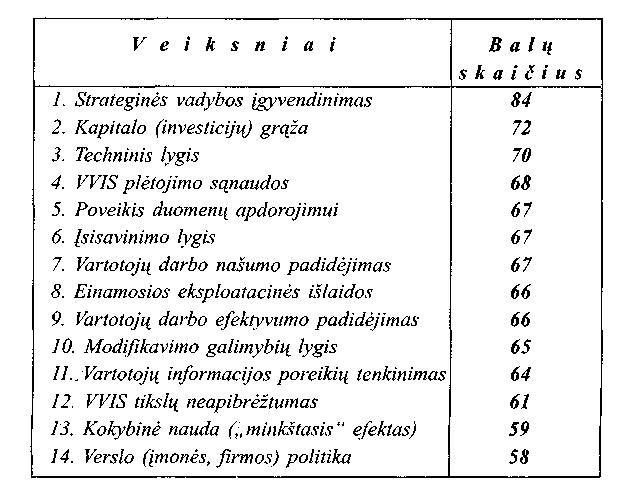 Veiksniai Balų
skaičius
1. Strateginės vadybos įgyvendinimas 84
2. Kapitalo (investicijų) grąža 72
3. Techninis lygis 70
4. VVIS plėtojimo sąnaudos 68
5. Poveikis duomenų apdorojimui 67
6. Įsisavinimo lygis 67
7. Vartotojų darbo našumo padidėjimas 67
8. Einamosios eksploatacinės išlaidos 66
9. Vartotojų darbo efektyvumo padidėjimas 66
10. Modifikavimo galimybių lygis 65
11.. Vartotojų informacijos poreikių tenkinimas 64
12. VVIS tikslų neapibrėžtumas 61
13. Kokybinė nauda („minkštasis“ efektas) 59
14. Verslo (įmonės, firmos) politika 58